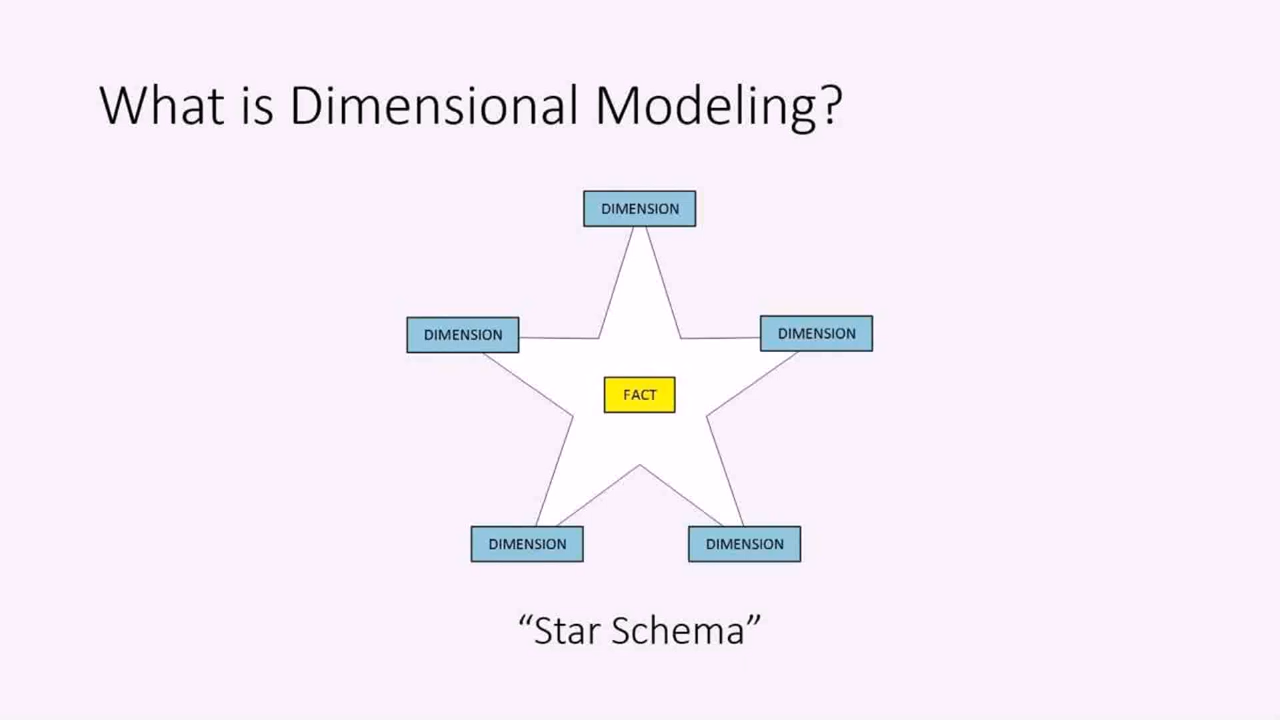 What is Dimensional Modeling?
DIMENSION
DIMENSION
DIMENSION
FACT
DIMENSION
DIMENSION
“Star Schema”